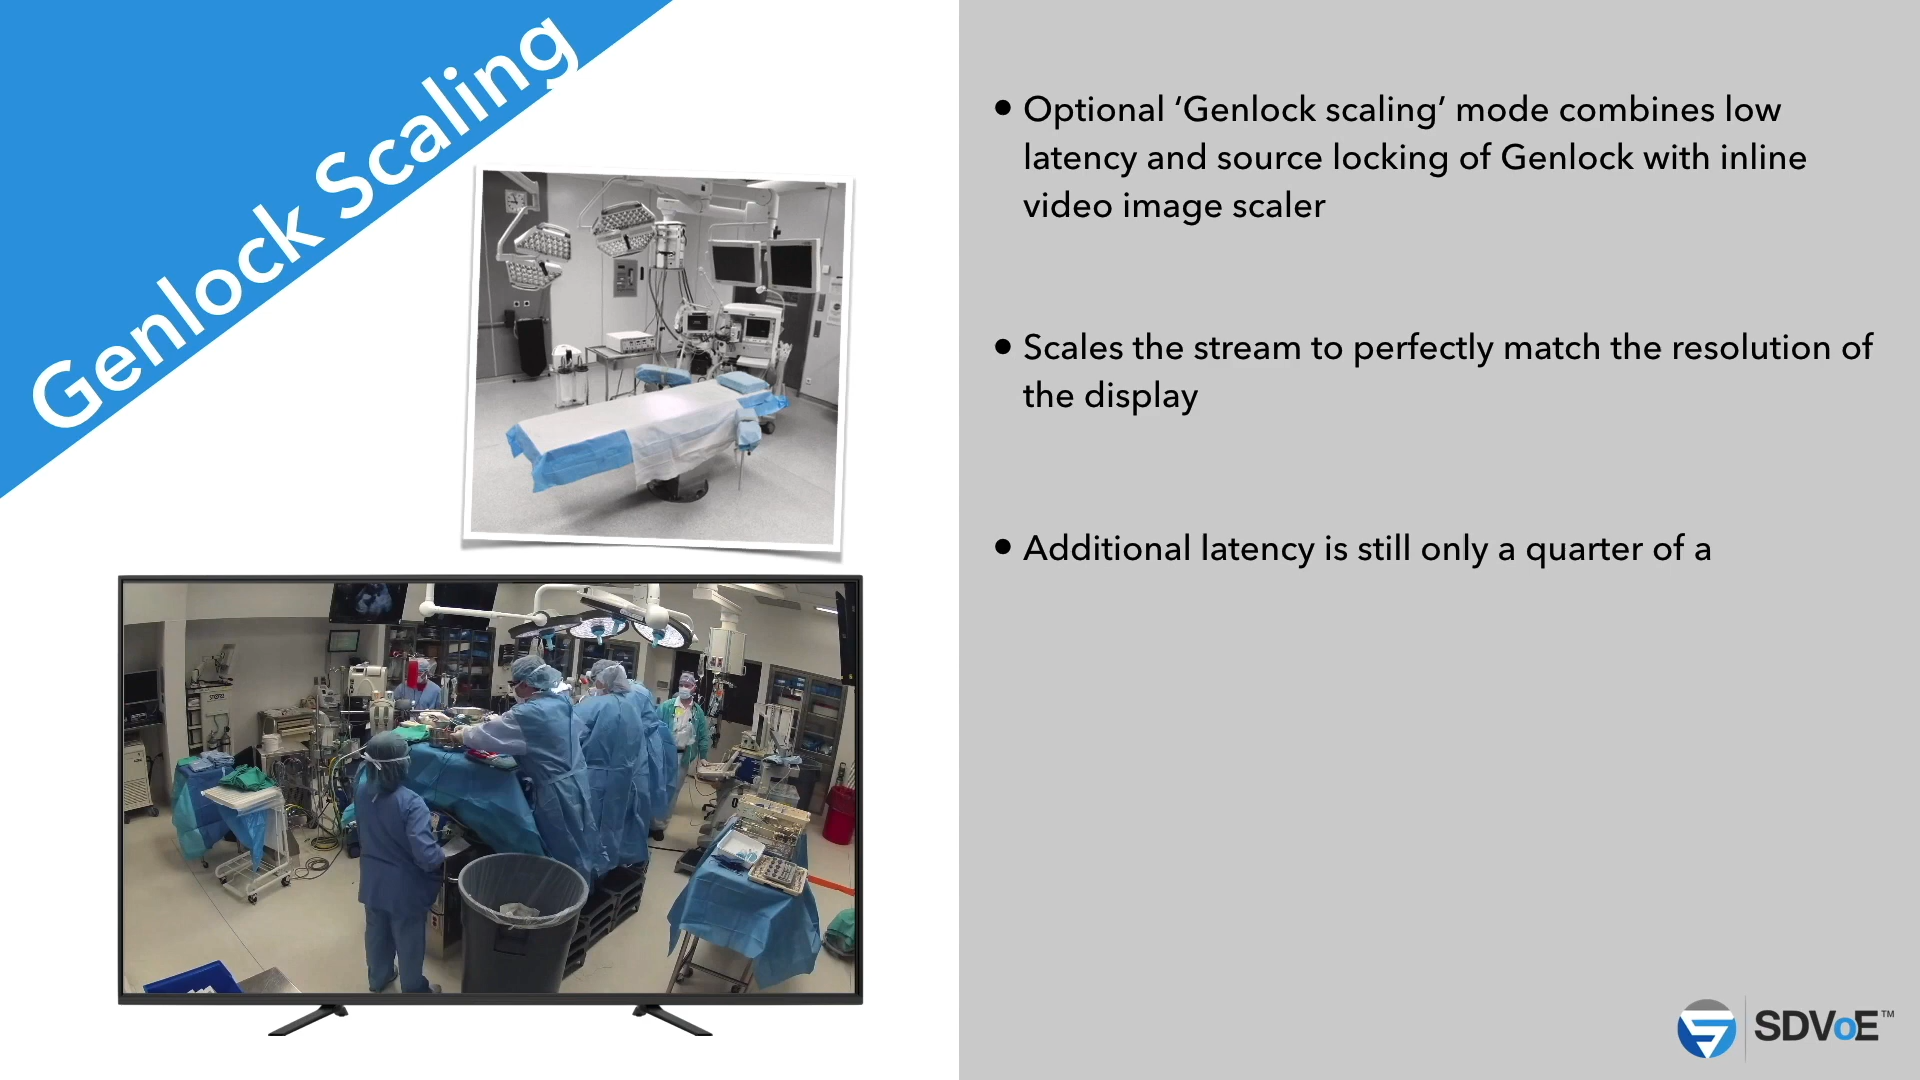 Genlock Scaling
• Optional ‘Genlock scaling’ mode combines low
latency and source locking of Genlock with inline
video image scaler
• Scales the stream to perfectly match the resolution of
the display
• Additional latency is still only a quarter of a
SDVoE™